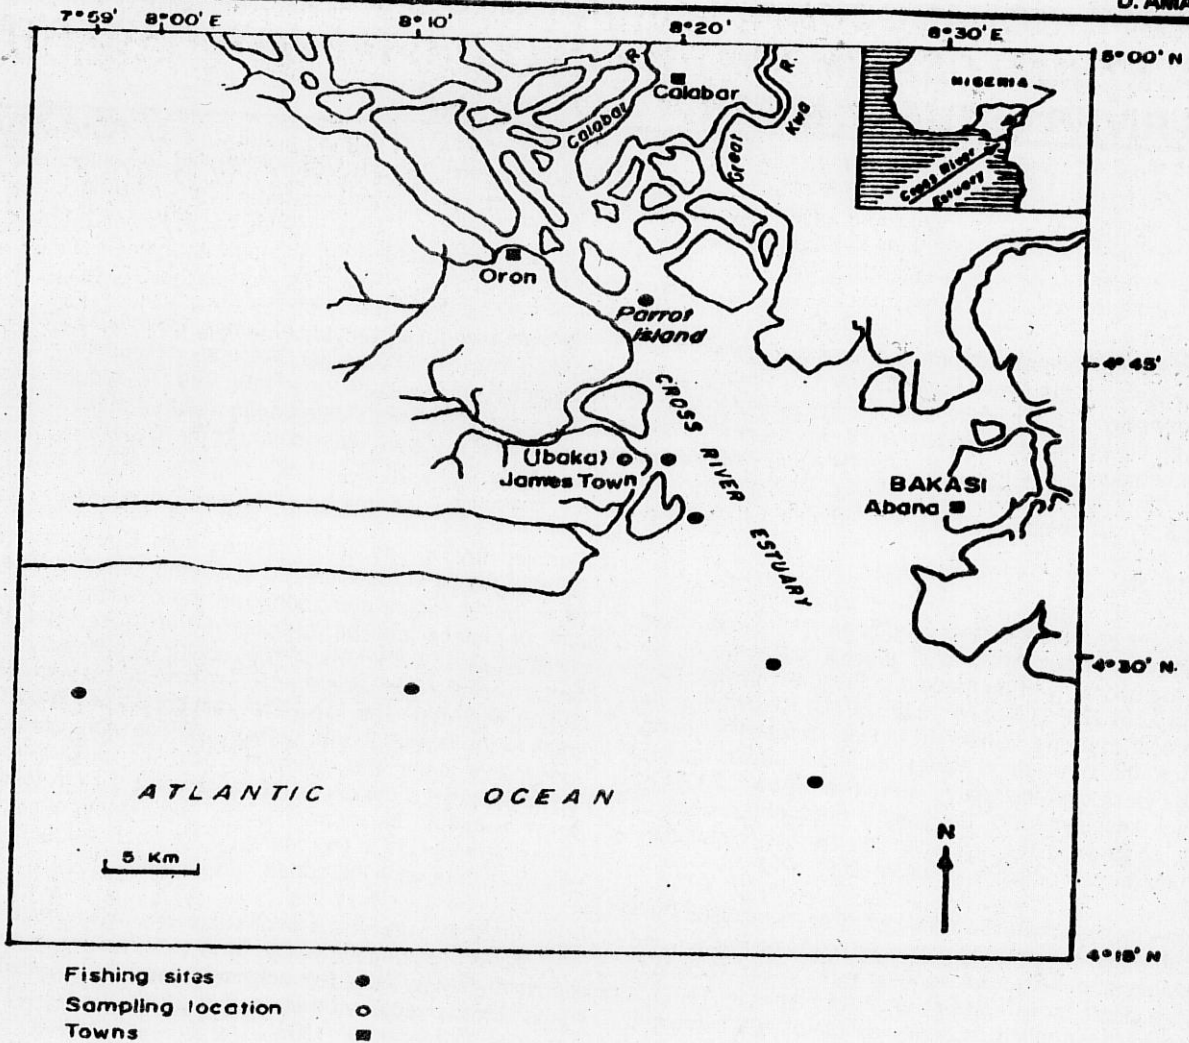 7°59'
8°00' E
8°10'
8°20'
8°30' E
5°00' N
NIGERIA
Cross River
Estuary
R.
Calabar
Calabar
R.
Kwa
Great
Oron
Parrot
Island
4°45'
CROSS RIVER ESTUARY
(Ibaka)
James Town
BAKASI
Abana
4°30' N.
ATLANTIC OCEAN
5 Km
N
4°15' N
Fishing sites
Sampling location
Towns